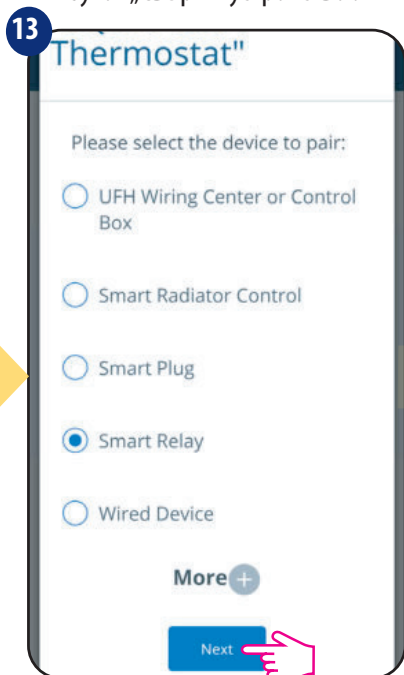 13
Thermostat"
Please select the device to pair:
UFH Wiring Center or Control
Box
Smart Radiator Control
Smart Plug
Smart Relay
Wired Device
More +
Next